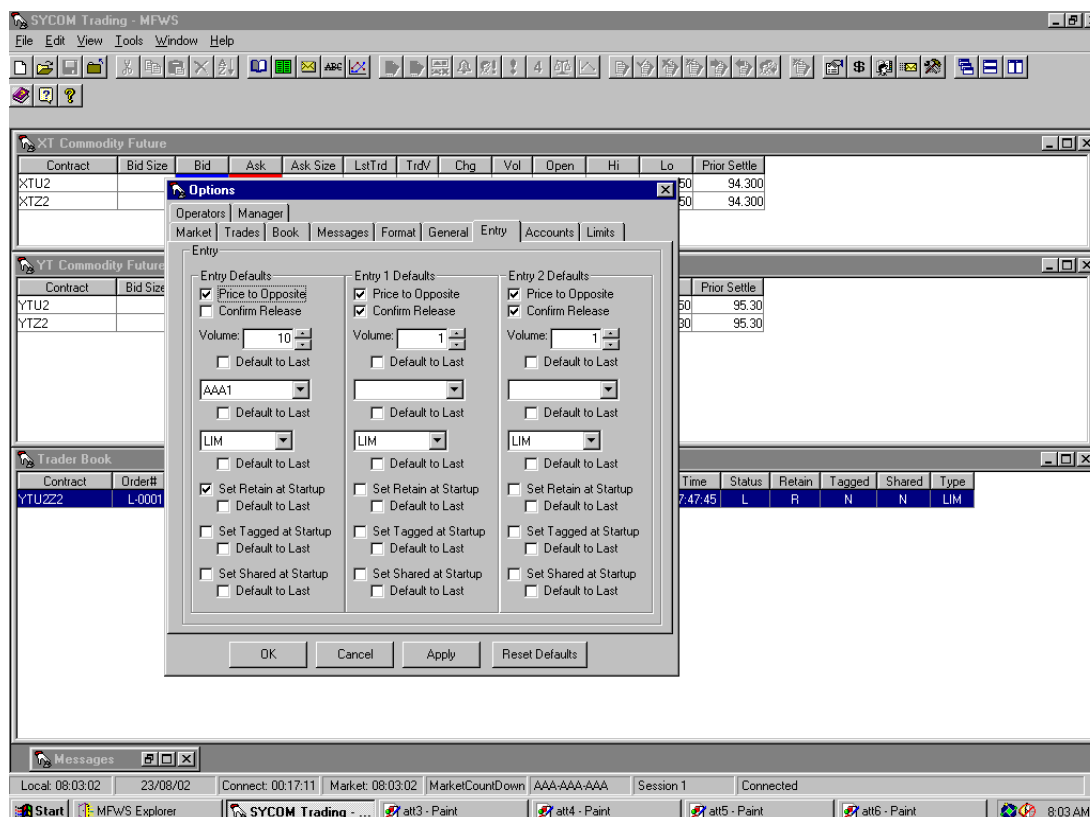 SYCOM Trading - MFWS
File Edit View Tools Window Help
ABC 4 $
XT Commodity Future
Contract Bid Size Bid Ask Ask Size LstTrd TrdV Chg Vol Open Hi Lo Prior Settle
XTU2 50 94.300
XTZ2 50 94.300
Options
Operators Manager
Market Trades Book Messages Format General Entry Accounts Limits
Entry
Entry Defaults Entry 1 Defaults Entry 2 Defaults
Price to Opposite Price to Opposite Price to Opposite
Confirm Release Confirm Release Confirm Release
Volume: 10 Volume: 1 Volume: 1
Default to Last Default to Last Default to Last
AAA1
Default to Last Default to Last Default to Last
LIM LIM LIM
Default to Last Default to Last Default to Last
Set Retain at Startup Set Retain at Startup Set Retain at Startup
Default to Last Default to Last Default to Last
Set Tagged at Startup Set Tagged at Startup Set Tagged at Startup
Default to Last Default to Last Default to Last
Set Shared at Startup Set Shared at Startup Set Shared at Startup
Default to Last Default to Last Default to Last
OK Cancel Apply Reset Defaults
YT Commodity Future
Contract Bid Size Prior Settle
YTU2 50 95.30
YTZ2 30 95.30
Trader Book
Contract Order# Time Status Retain Tagged Shared Type
YTU2Z2 L-0001 7:47:45 L R N N LIM
Messages
Local: 08:03:02 23/08/02 Connect: 00:17:11 Market: 08:03:02 MarketCountDown AAA-AAA-AAA Session 1 Connected
Start MFWS Explorer SYCOM Trading - ... att3 - Paint att4 - Paint att5 - Paint att6 - Paint 8:03 AM